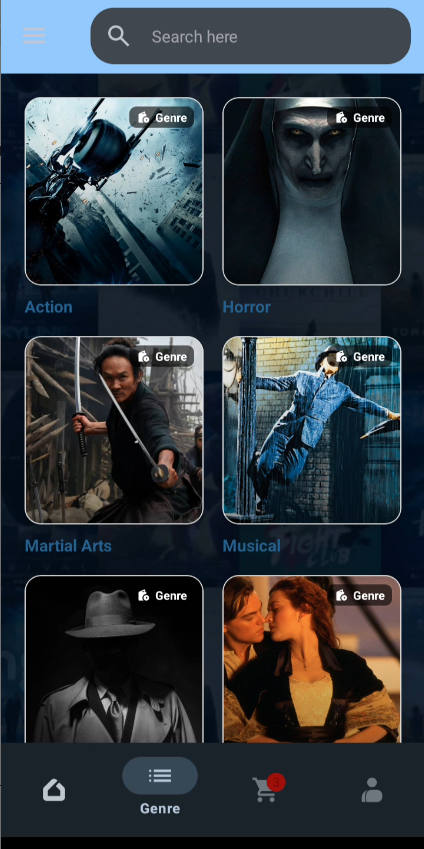 Search here
Genre
Genre
Action
Horror
Genre
Genre
Martial Arts
Musical
Genre
Genre
3
Genre